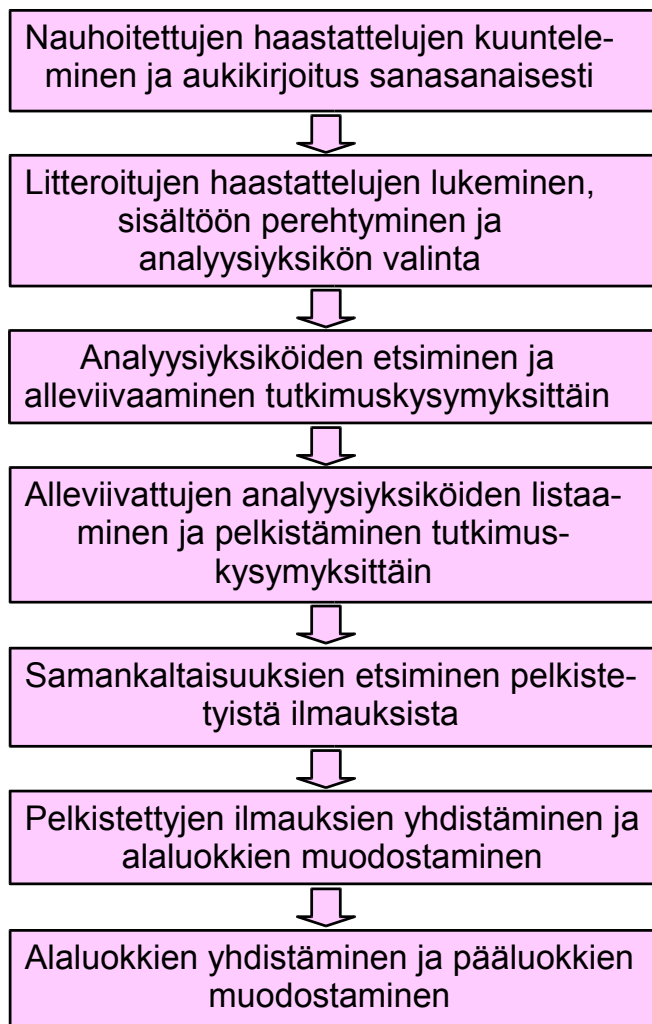 Nauhoitettujen haastattelujen kuuntele-
minen ja aukikirjoitus sanasanaisesti
Litteroitujen haastattelujen lukeminen,
sisältöön perehtyminen ja
analyysiyksikön valinta
Analyysiyksiköiden etsiminen ja
alleviivaaminen tutkimuskysymyksittäin
Alleviivattujen analyysiyksiköiden listaa-
minen ja pelkistäminen tutkimus-
kysymyksittäin
Samankaltaisuuksien etsiminen pelkiste-
tyistä ilmauksista
Pelkistettyjen ilmauksien yhdistäminen ja
alaluokkien muodostaminen
Alaluokkien yhdistäminen ja pääluokkien
muodostaminen